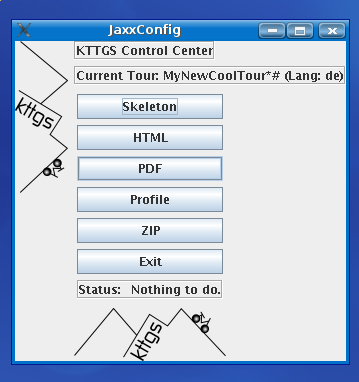 JaxxConfig
KTTGS Control Center
Current Tour: MyNewCoolTour*# (Lang: de)
kttgs
Skeleton
HTML
PDF
Profile
ZIP
Exit
Status: Nothing to do.
kttgs